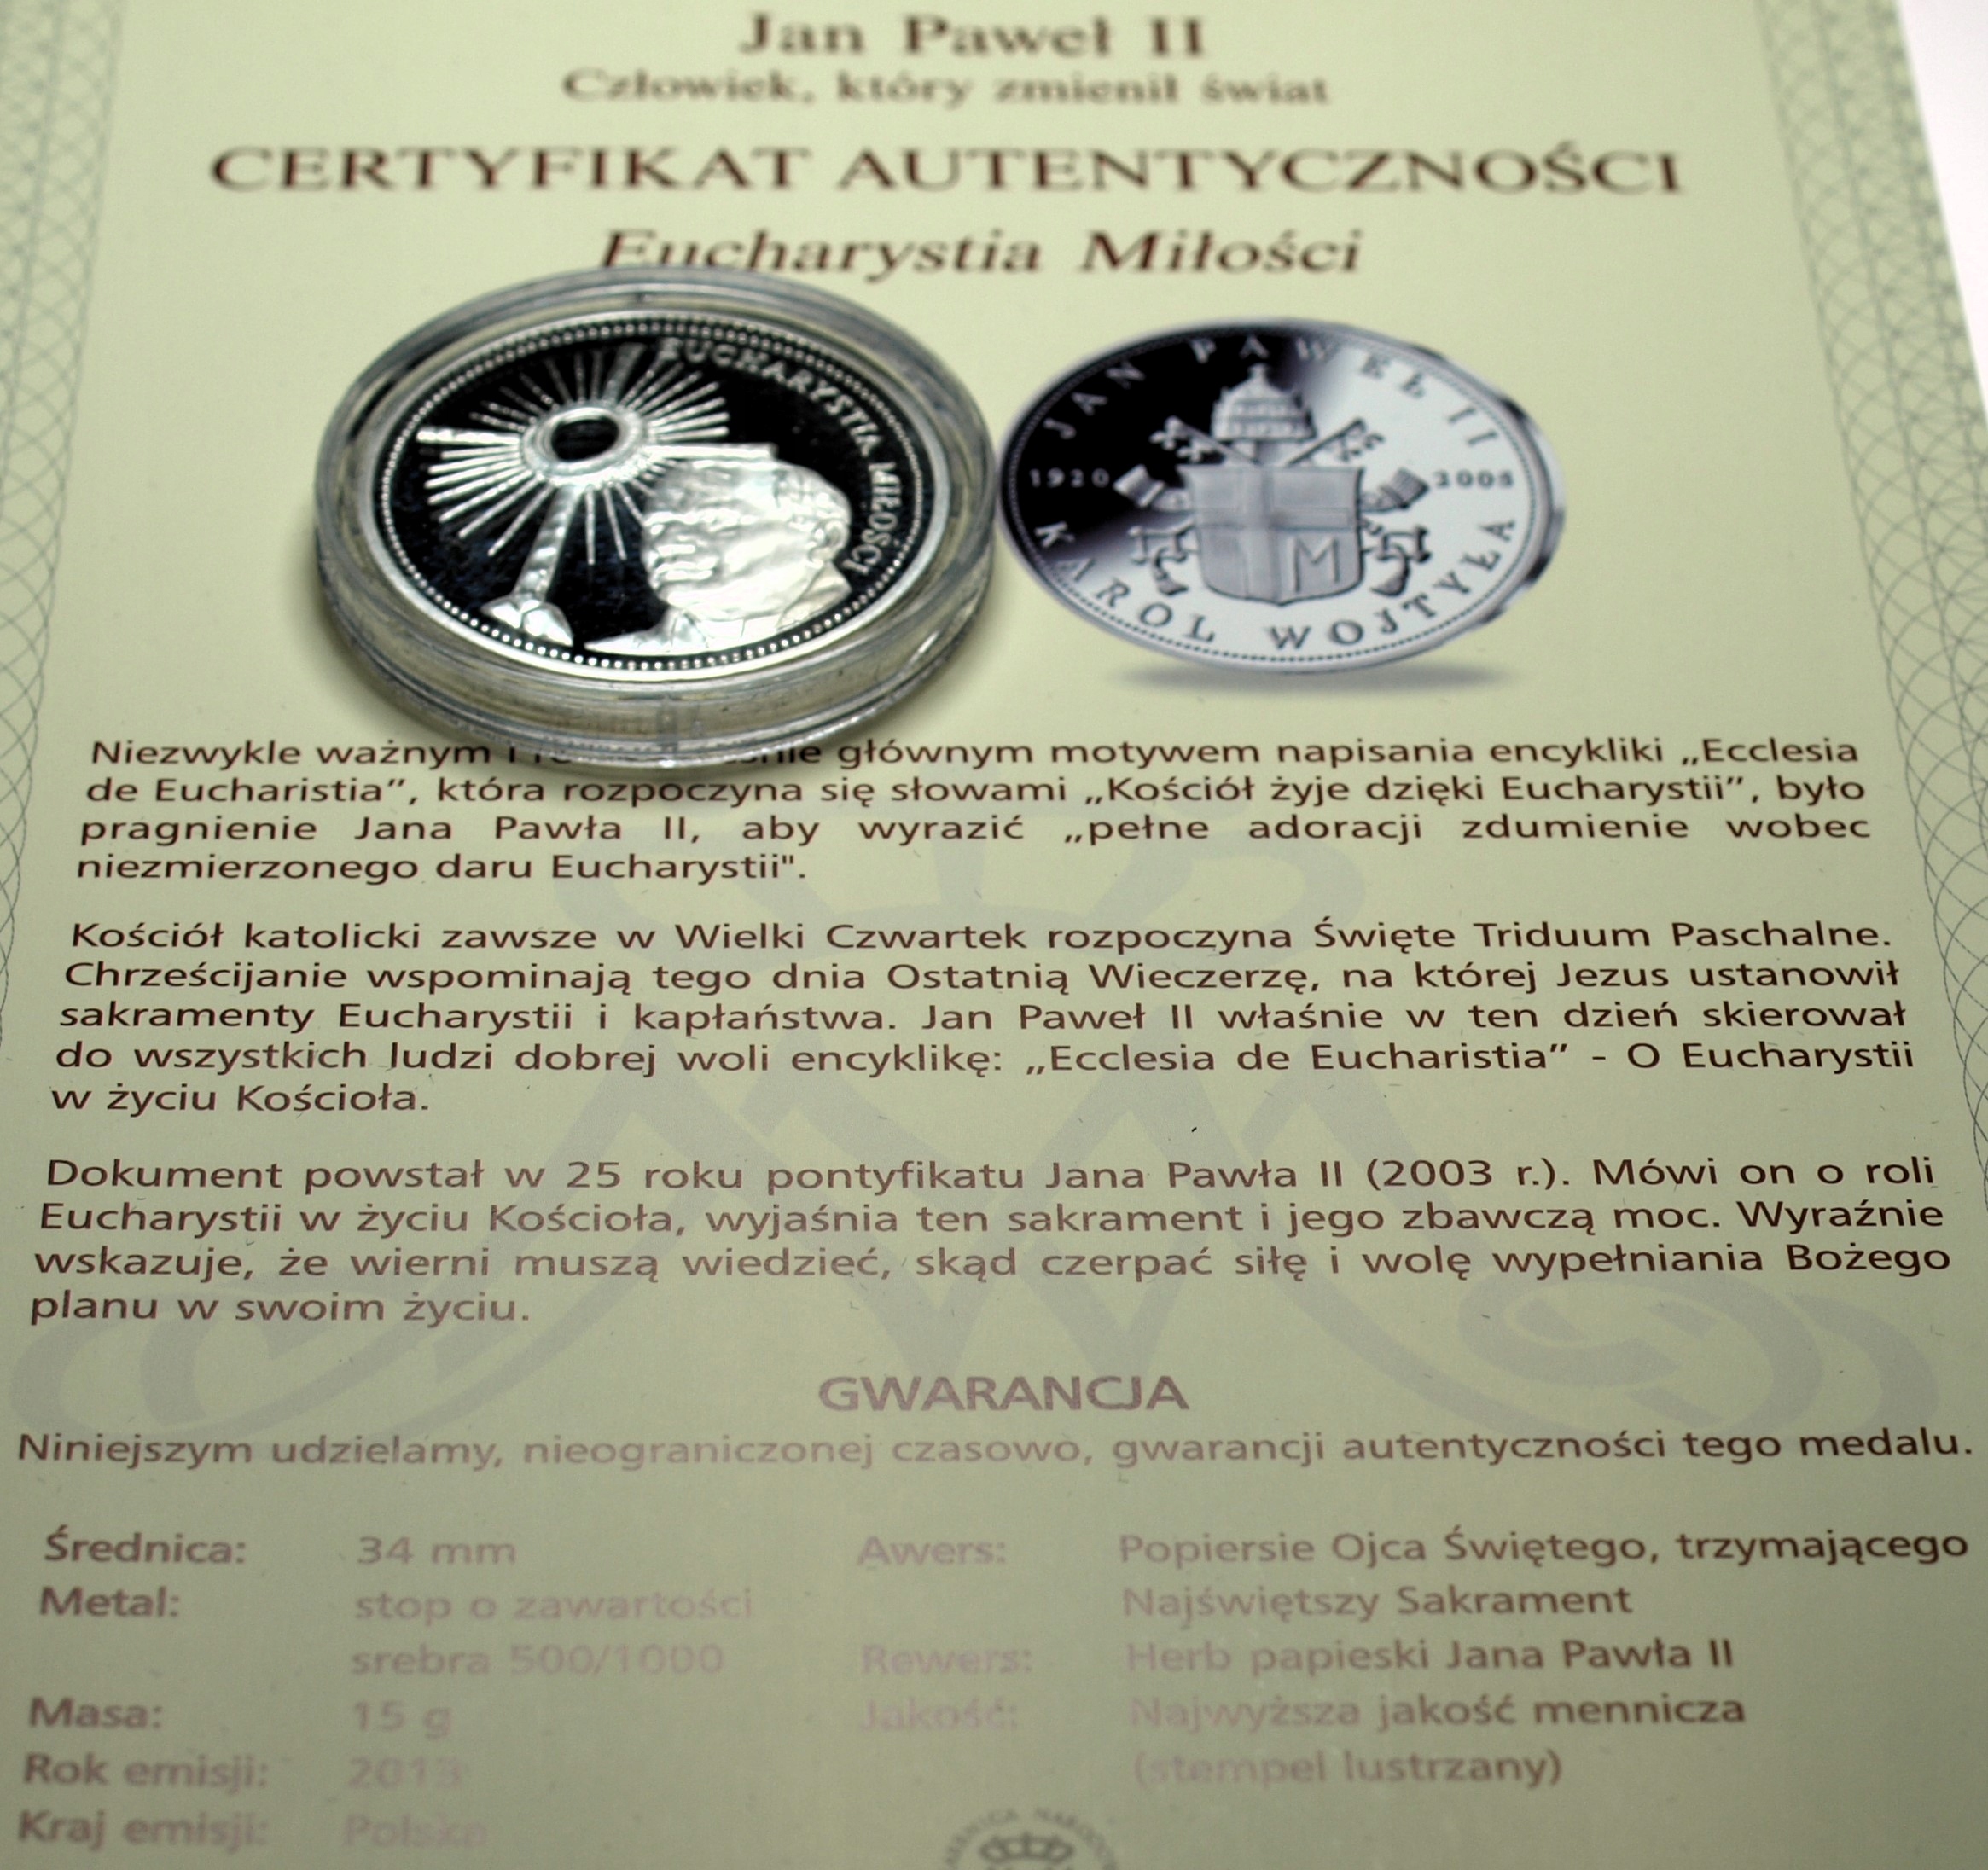 Jan Paweł II
Człowiek, który zmienił świat
CERTYFIKAT AUTENTYCZNOŚCI
Eucharystia Miłości
EUCHARYSTIA MIŁOŚCI
JAN PAWEŁ II
1920 2005
M
KAROL WOJTYŁA
Niezwykle ważnym i głównym motywem napisania encykliki „Ecclesia
de Eucharistia”, która rozpoczyna się słowami „Kościół żyje dzięki Eucharystii”, było
pragnienie Jana Pawła II, aby wyrazić „pełne adoracji zdumienie wobec
niezmierzonego daru Eucharystii".
Kościół katolicki zawsze w Wielki Czwartek rozpoczyna Święte Triduum Paschalne.
Chrześcijanie wspominają tego dnia Ostatnią Wieczerzę, na której Jezus ustanowił
sakramenty Eucharystii i kapłaństwa. Jan Paweł II właśnie w ten dzień skierował
do wszystkich ludzi dobrej woli encyklikę: „Ecclesia de Eucharistia” - O Eucharystii
w życiu Kościoła.
Dokument powstał w 25 roku pontyfikatu Jana Pawła II (2003 r.). Mówi on o roli
Eucharystii w życiu Kościoła, wyjaśnia ten sakrament i jego zbawczą moc. Wyraźnie
wskazuje, że wierni muszą wiedzieć, skąd czerpać siłę i wolę wypełniania Bożego
planu w swoim życiu.
GWARANCJA
Niniejszym udzielamy, nieograniczonej czasowo, gwarancji autentyczności tego medalu.
Średnica: 34 mm
Metal: stop o zawartości
srebra 500/1000
Masa: 15 g
Rok emisji: 2013
Kraj emisji: Polska
Awers: Popiersie Ojca Świętego, trzymającego
Najświętszy Sakrament
Rewers: Herb papieski Jana Pawła II
Jakość: Najwyższa jakość mennicza
(stempel lustrzany)